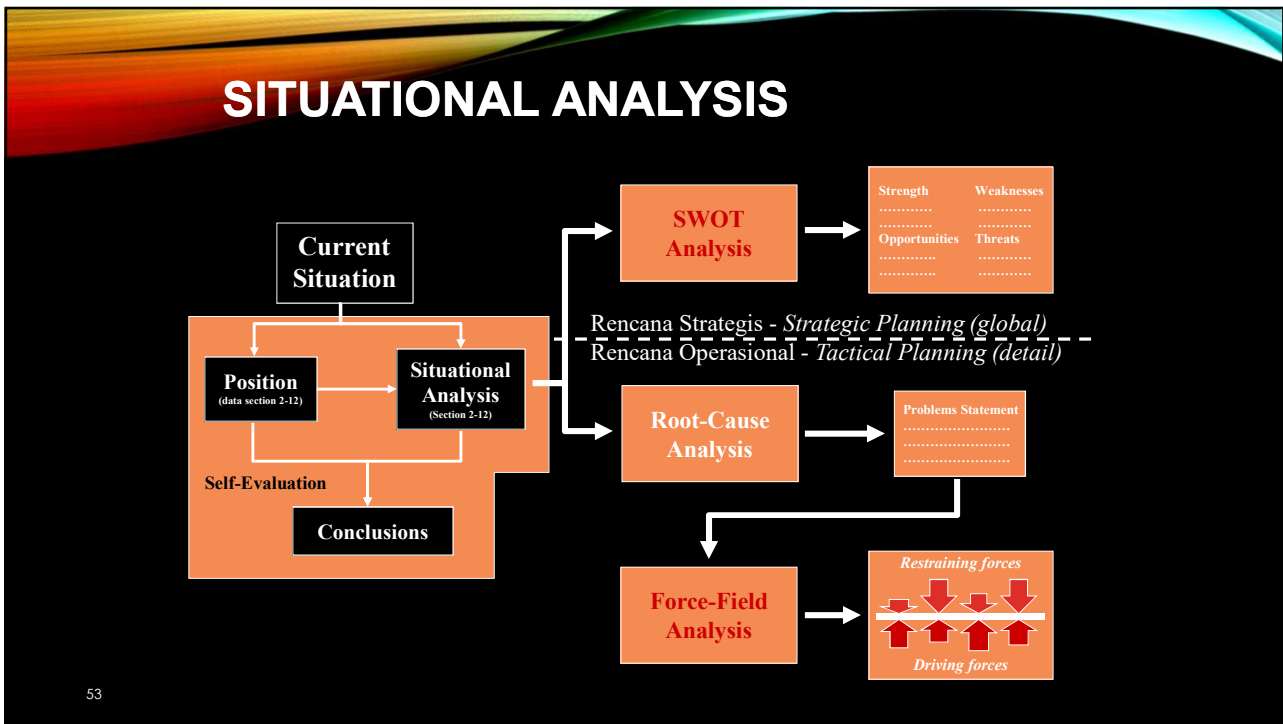 SITUATIONAL ANALYSIS
Current
Situation
Position
(data section 2-12)
Situational
Analysis
(Section 2-12)
Self-Evaluation
Conclusions
SWOT
Analysis
Strength Weaknesses
............ ...........
............ ...........
Opportunities Threats
............. ...........
............. ...........
Rencana Strategis - Strategic Planning (global)
Rencana Operasional - Tactical Planning (detail)
Root-Cause
Analysis
Problems Statement
.......................
.......................
.......................
Force-Field
Analysis
Restraining forces
Driving forces
53